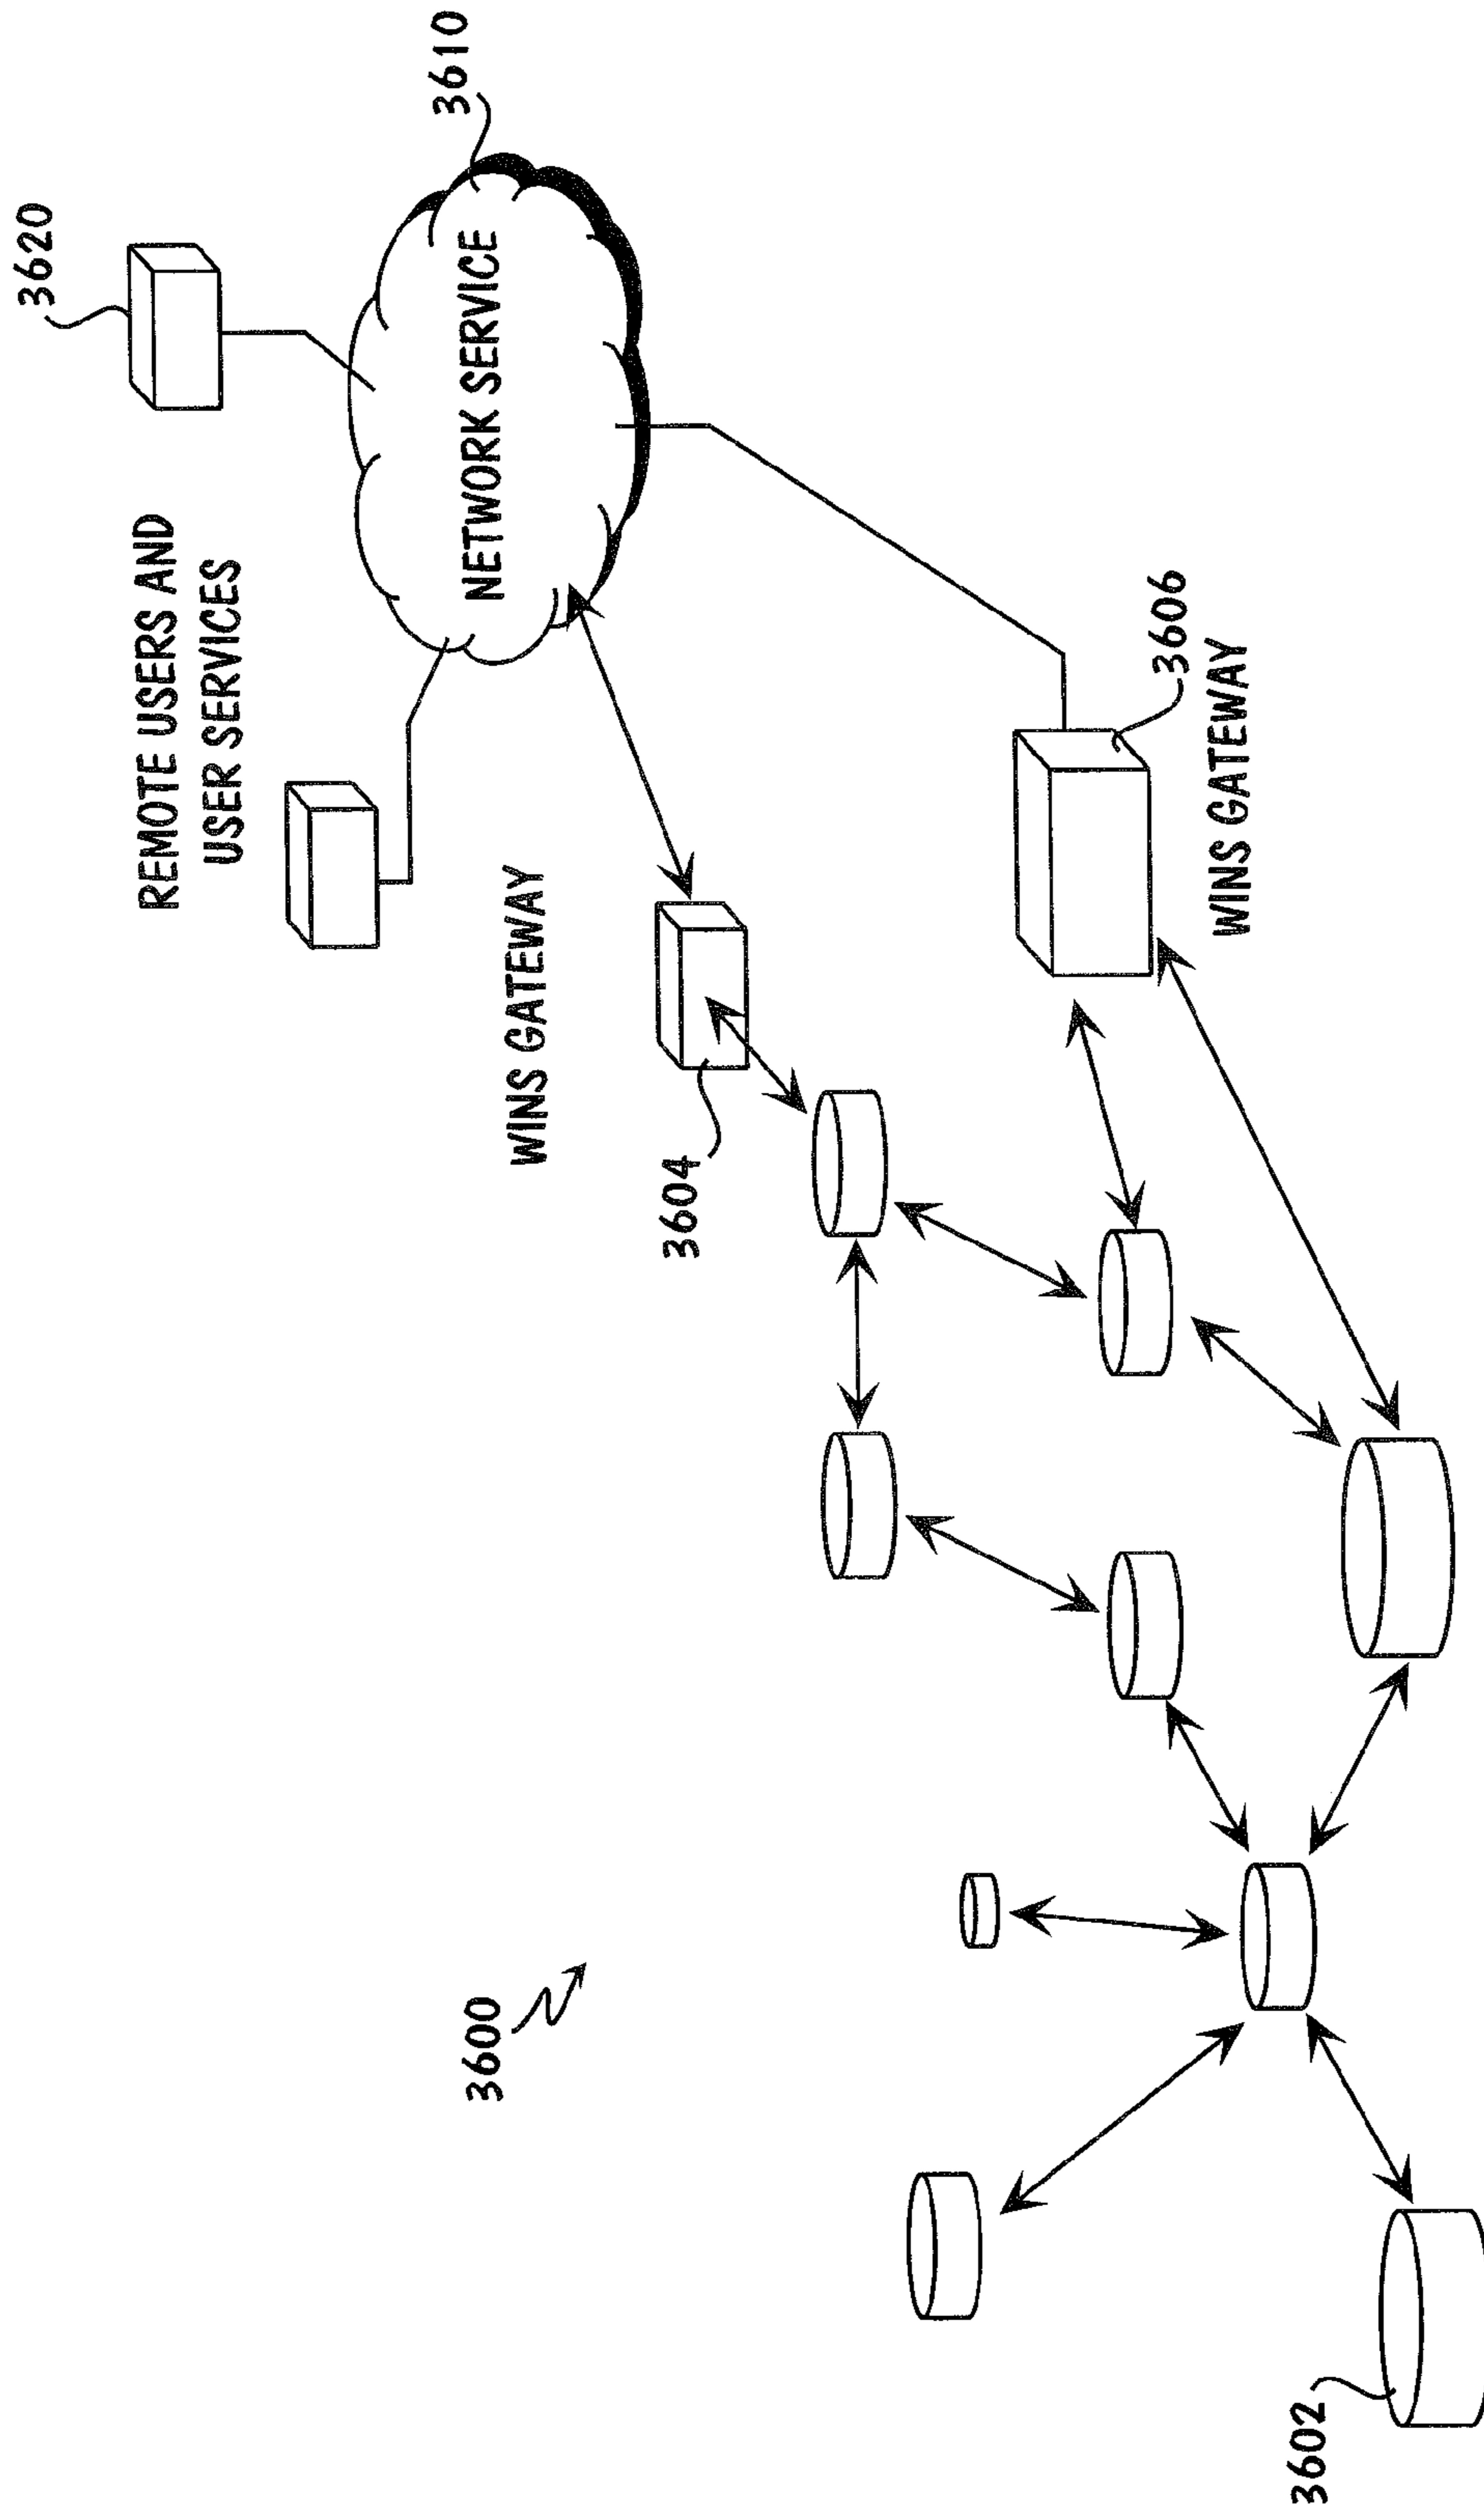 3620
REMOTE USERS AND
USER SERVICES
3610
NETWORK SERVICE
WINS GATEWAY
3604
3606
WINS GATEWAY
3600
3602